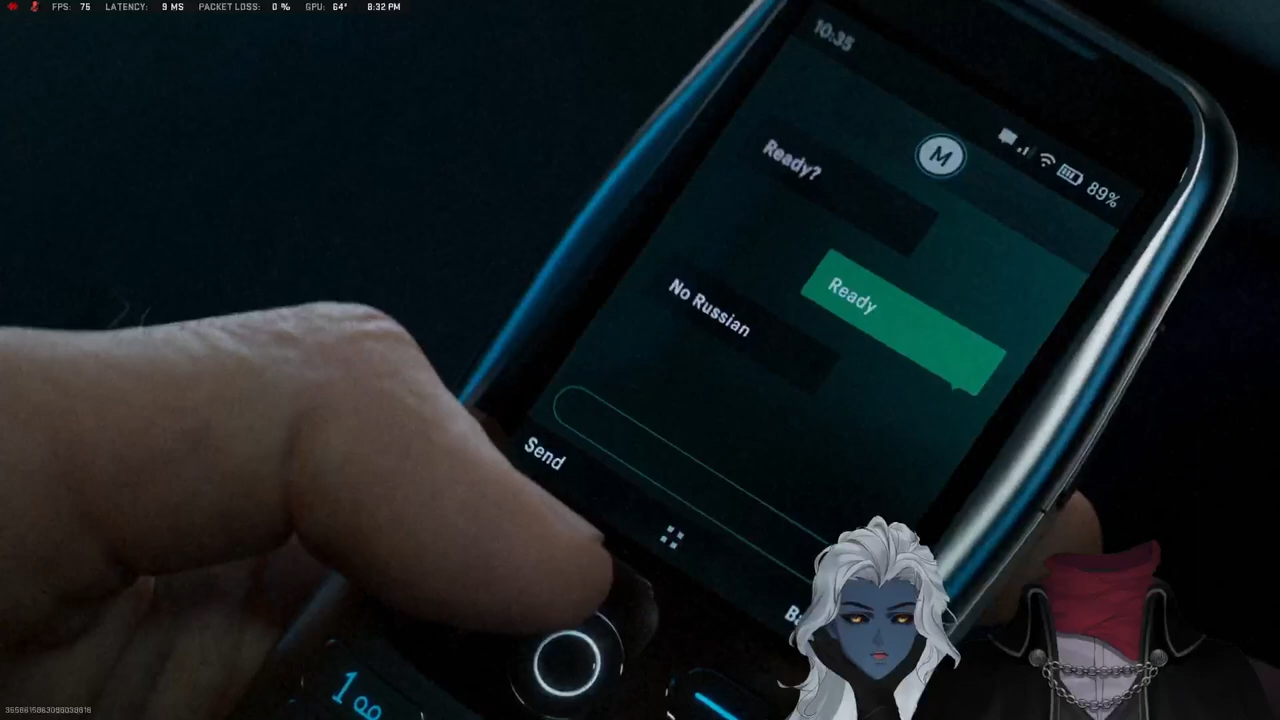 FPS: 75 LATENCY: 9 MS PACKET LOSS: 0 % GPU: 64° 8:32 PM
10:35
89%
M
Ready?
Ready
No Russian
Send
1